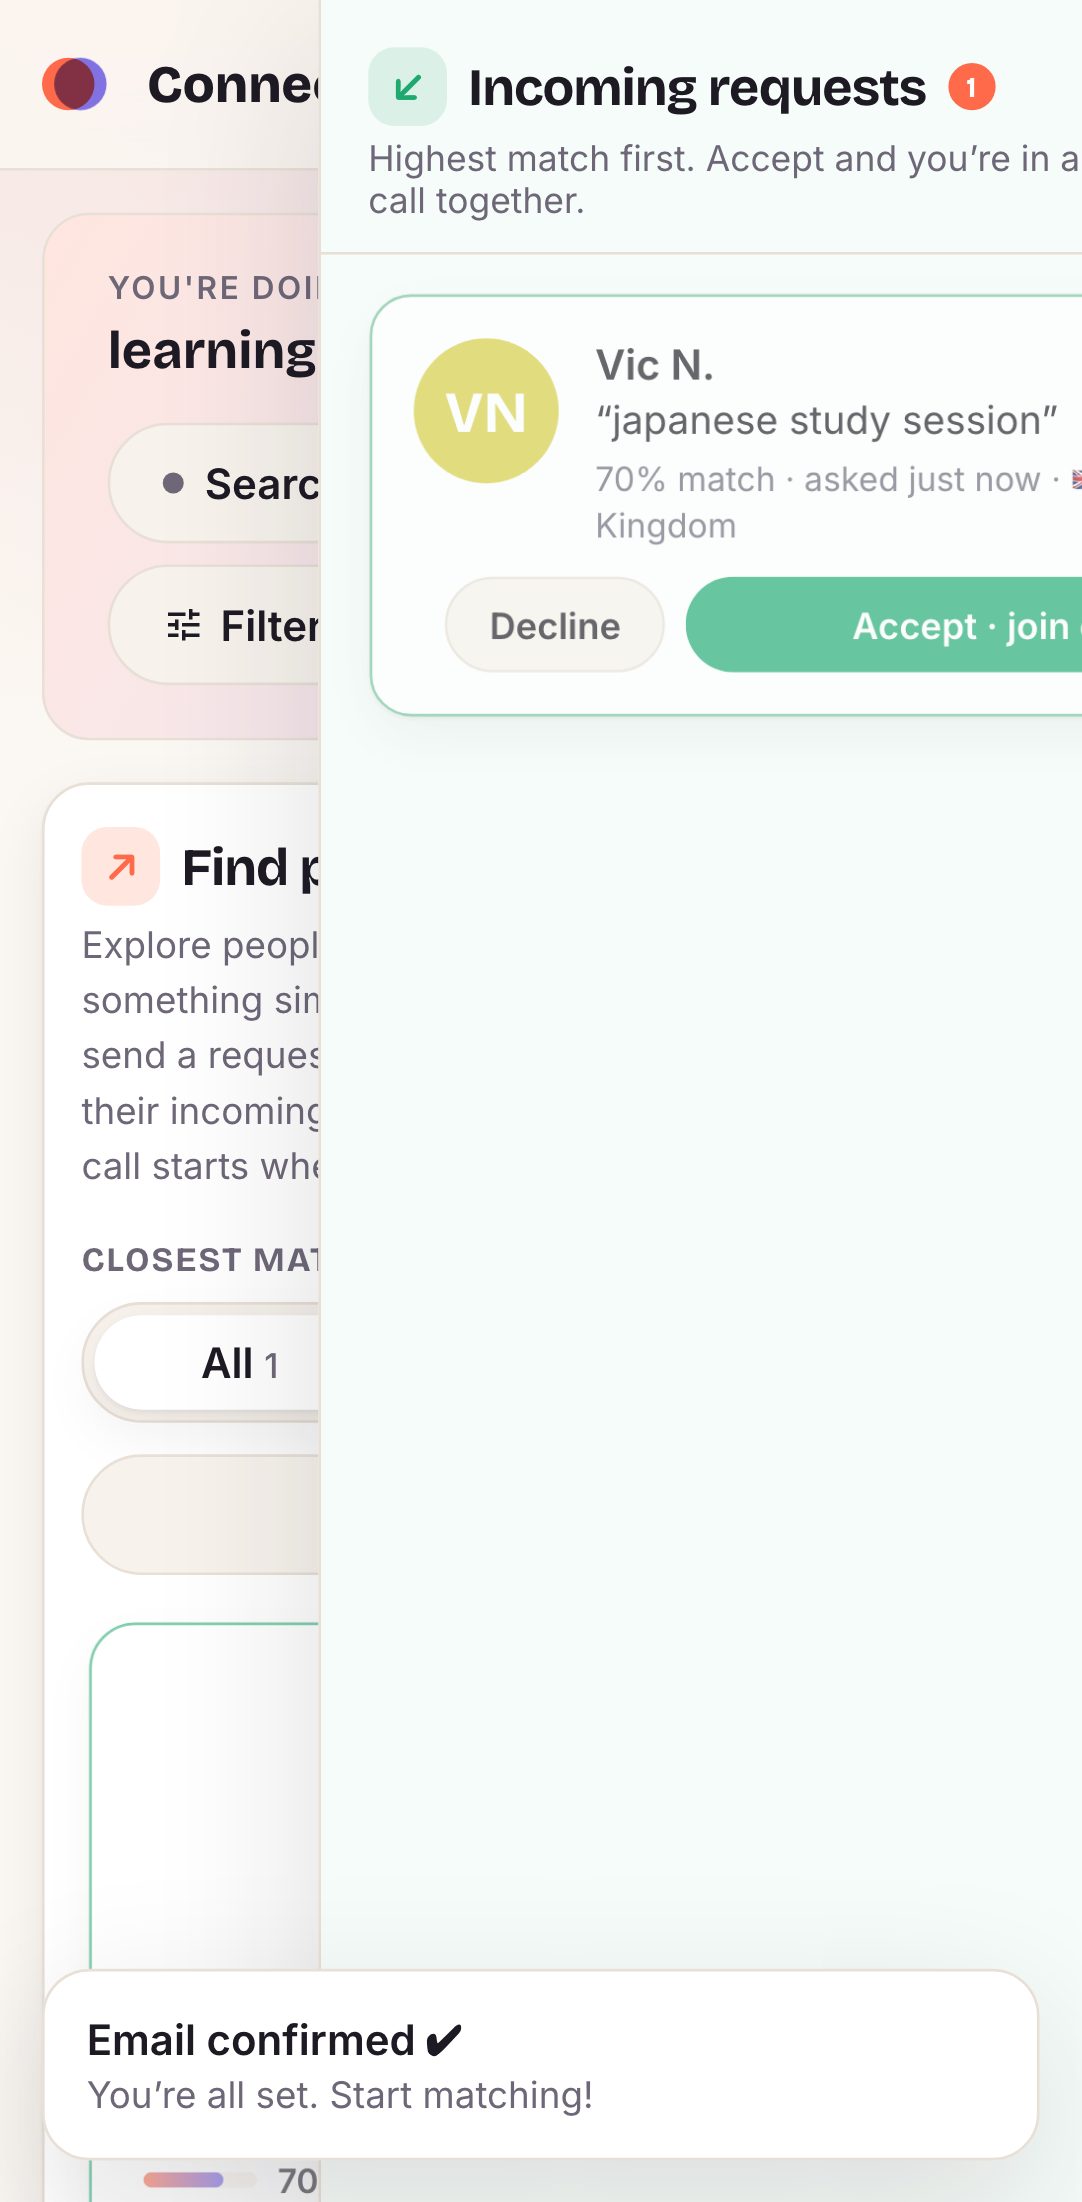 Connec
YOU'RE DOI
learning
Searc
Filter
Find p
Explore peopl
something sim
send a reques
their incoming
call starts whe
CLOSEST MAT
All 1
Incoming requests 1
Highest match first. Accept and you’re in a
call together.
VN
Vic N.
“japanese study session”
70% match · asked just now · 🇬🇧
Kingdom
Decline
Accept · join
Email confirmed ✔
You’re all set. Start matching!
70